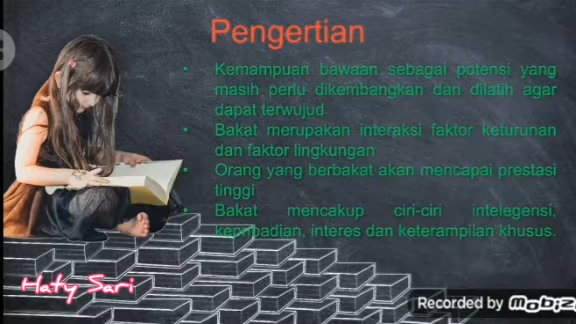 Pengertian
• Kemampuan bawaan sebagai potensi yang
masih perlu dikembangkan dan dilatih agar
dapat terwujud
• Bakat merupakan interaksi faktor keturunan
dan faktor lingkungan
• Orang yang berbakat akan mencapai prestasi
tinggi
• Bakat mencakup ciri-ciri intelegensi,
kepribadian, interes dan keterampilan khusus.
Haty Sari
Recorded by